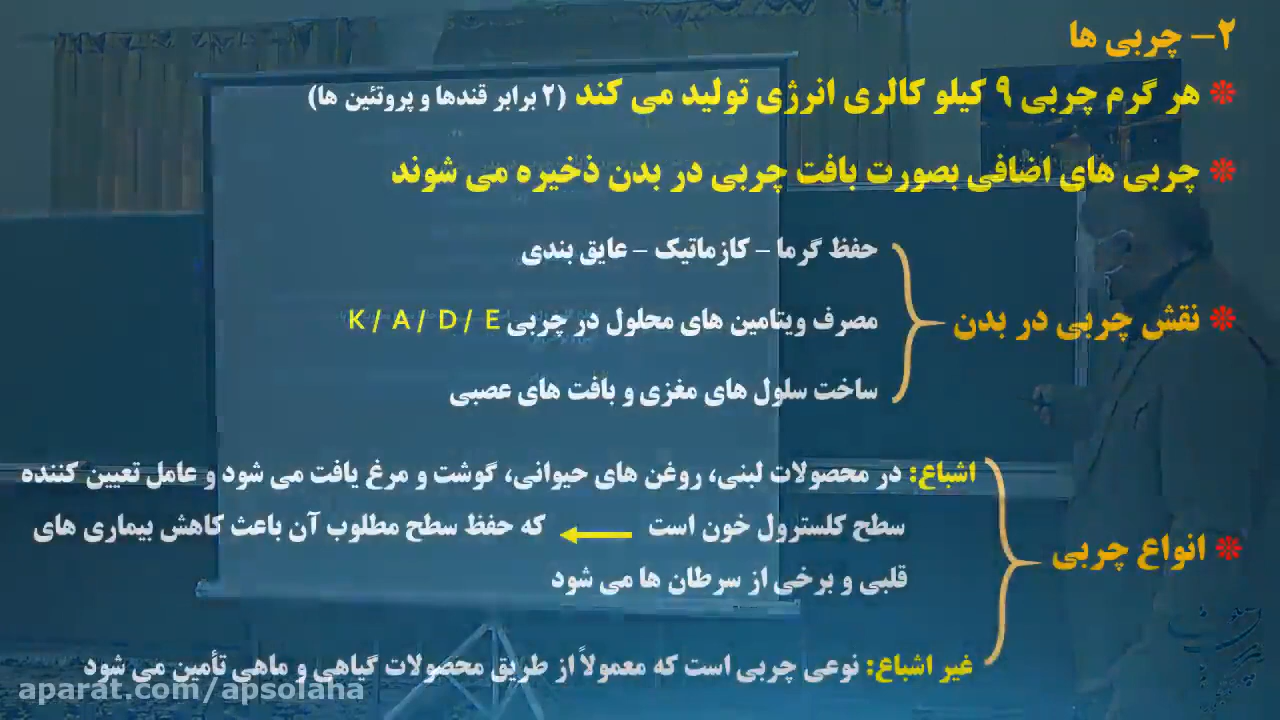 ۲- چربی ها
هر گرم چربی ۹ کیلو کالری انرژی تولید می کند (۲ برابر قندها و پروتئین ها)
چربی های اضافی بصورت بافت چربی در بدن ذخیره می شوند
حفظ گرما - کازماتیک - عایق بندی
نقش چربی در بدن
مصرف ویتامین های محلول در چربی K / A / D / E
ساخت سلول های مغزی و بافت های عصبی
اشباع: در محصولات لبنی، روغن های حیوانی، گوشت و مرغ یافت می شود و عامل تعیین کننده
سطح کلسترول خون است ← که حفظ سطح مطلوب آن باعث کاهش بیماری های
انواع چربی
قلبی و برخی از سرطان ها می شود
غیر اشباع: نوعی چربی است که معمولاً از طریق محصولات گیاهی و ماهی تأمین می شود
aparat.com/apsolaha